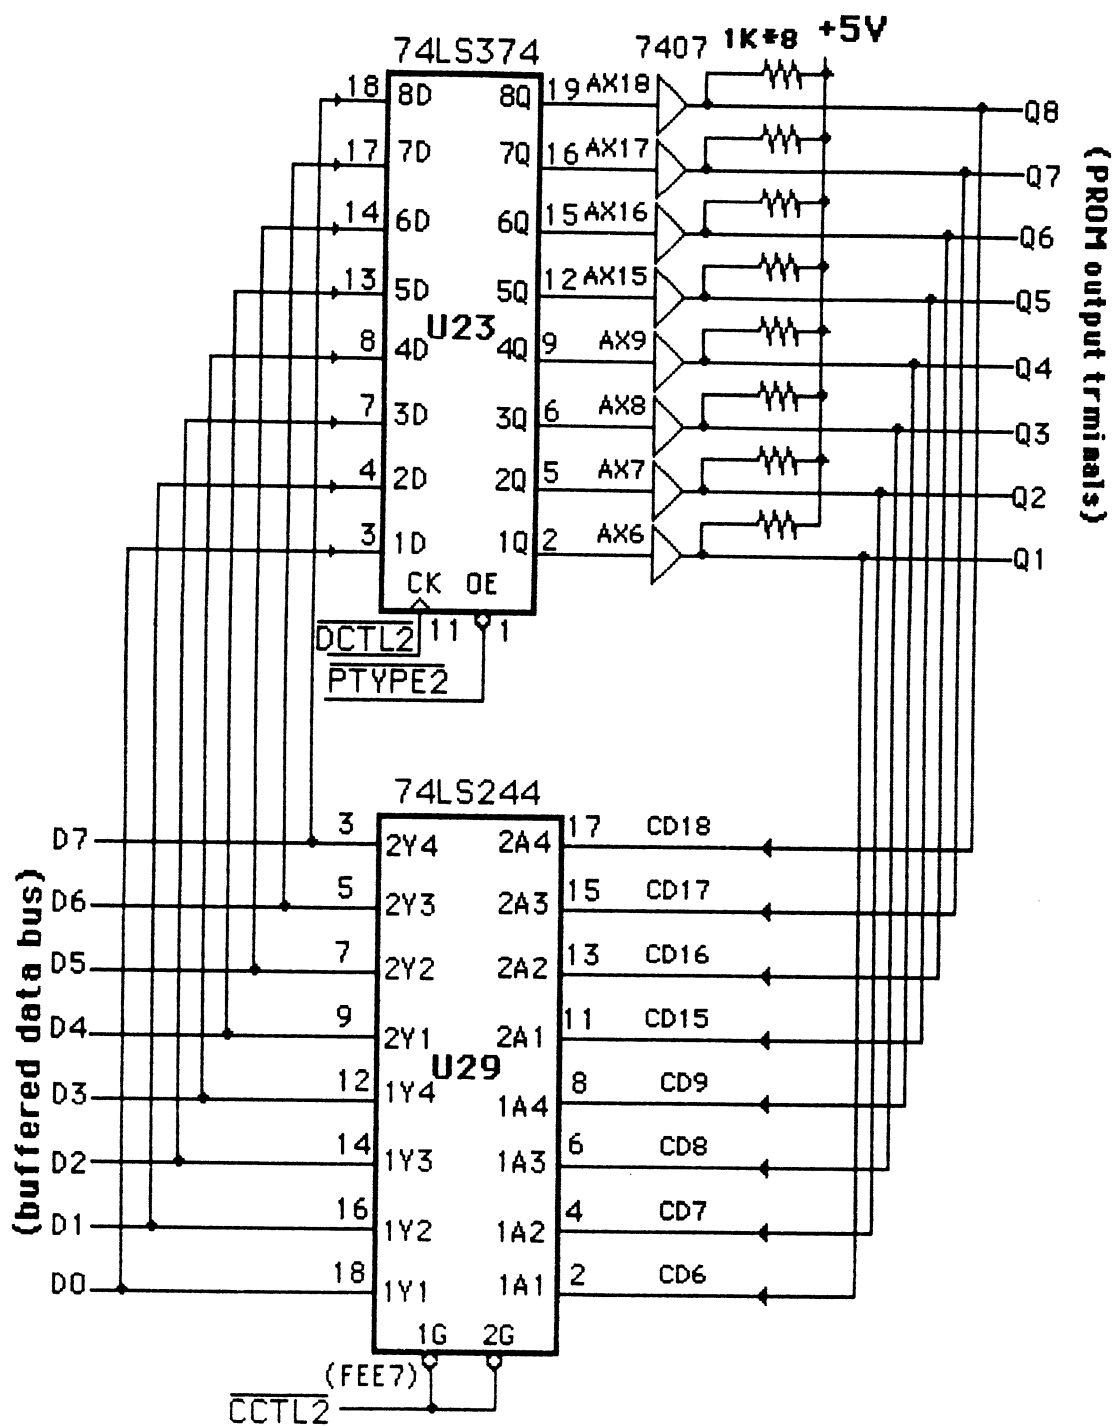 74LS374
7407
1K*8
+5V
18 8D 8Q 19 AX18 Q8
17 7D 7Q 16 AX17 Q7
14 6D 6Q 15 AX16 Q6
13 5D 5Q 12 AX15 Q5
U23
8 4D 4Q 9 AX9 Q4
7 3D 3Q 6 AX8 Q3
4 2D 2Q 5 AX7 Q2
3 1D 1Q 2 AX6 Q1
CK OE
DCTL2 11 1
PTYPE2
(PROM output trminals)
74LS244
D7 3 2Y4 2A4 17 CD18
D6 5 2Y3 2A3 15 CD17
D5 7 2Y2 2A2 13 CD16
D4 9 2Y1 2A1 11 CD15
U29
D3 12 1Y4 1A4 8 CD9
D2 14 1Y3 1A3 6 CD8
D1 16 1Y2 1A2 4 CD7
D0 18 1Y1 1A1 2 CD6
1G 2G
(FEE7)
CCTL2
(buffered data bus)